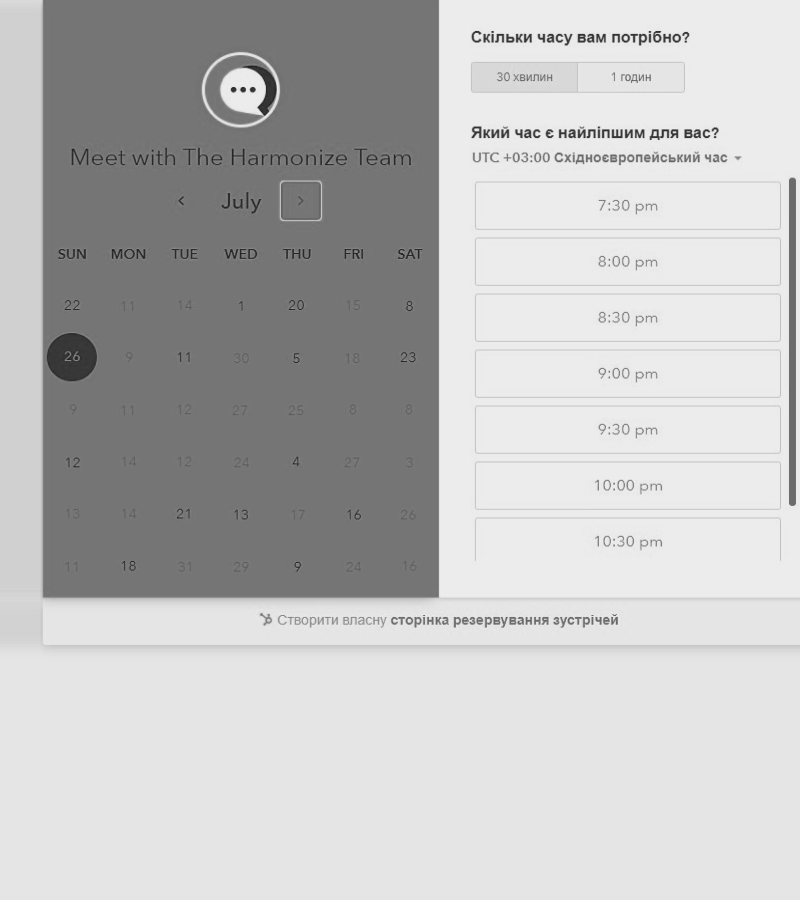 Meet with The Harmonize Team
July
SUN MON TUE WED THU FRI SAT
22 11 14 1 20 15 8
26 9 11 30 5 18 23
9 11 12 27 25 8 8
12 14 12 24 4 27 3
13 14 21 13 17 16 26
11 18 31 29 9 24 16
Скільки часу вам потрібно?
30 хвилин 1 годин
Який час є найліпшим для вас?
UTC +03:00 Східноєвропейський час
7:30 pm
8:00 pm
8:30 pm
9:00 pm
9:30 pm
10:00 pm
10:30 pm
Створити власну сторінка резервування зустрічей